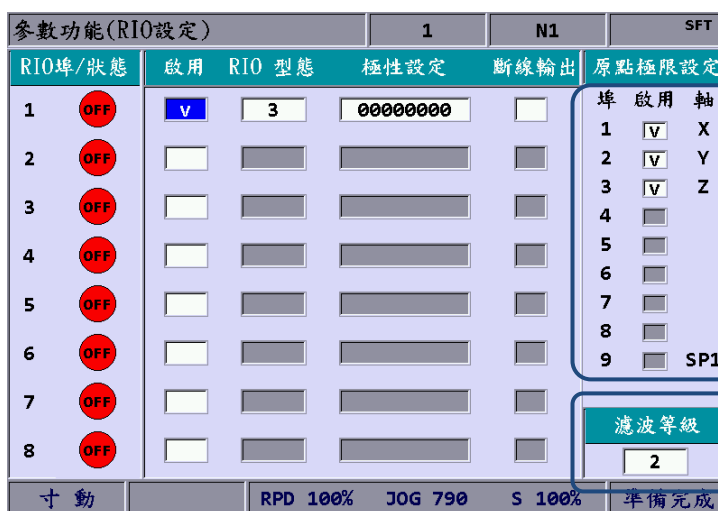 參數功能(RIO設定) 1 N1 SFT
RIO埠/狀態 啟用 RIO 型態 極性設定 斷線輸出 原點極限設定
埠 啟用 軸
1 OFF v 3 00000000
1 v X
2 OFF
2 v Y
3 v Z
3 OFF
4
4 OFF
5
5 OFF
6
7
6 OFF
8
9 SP1
7 OFF
濾波等級
8 OFF
2
寸動 RPD 100% JOG 790 S 100% 準備完成